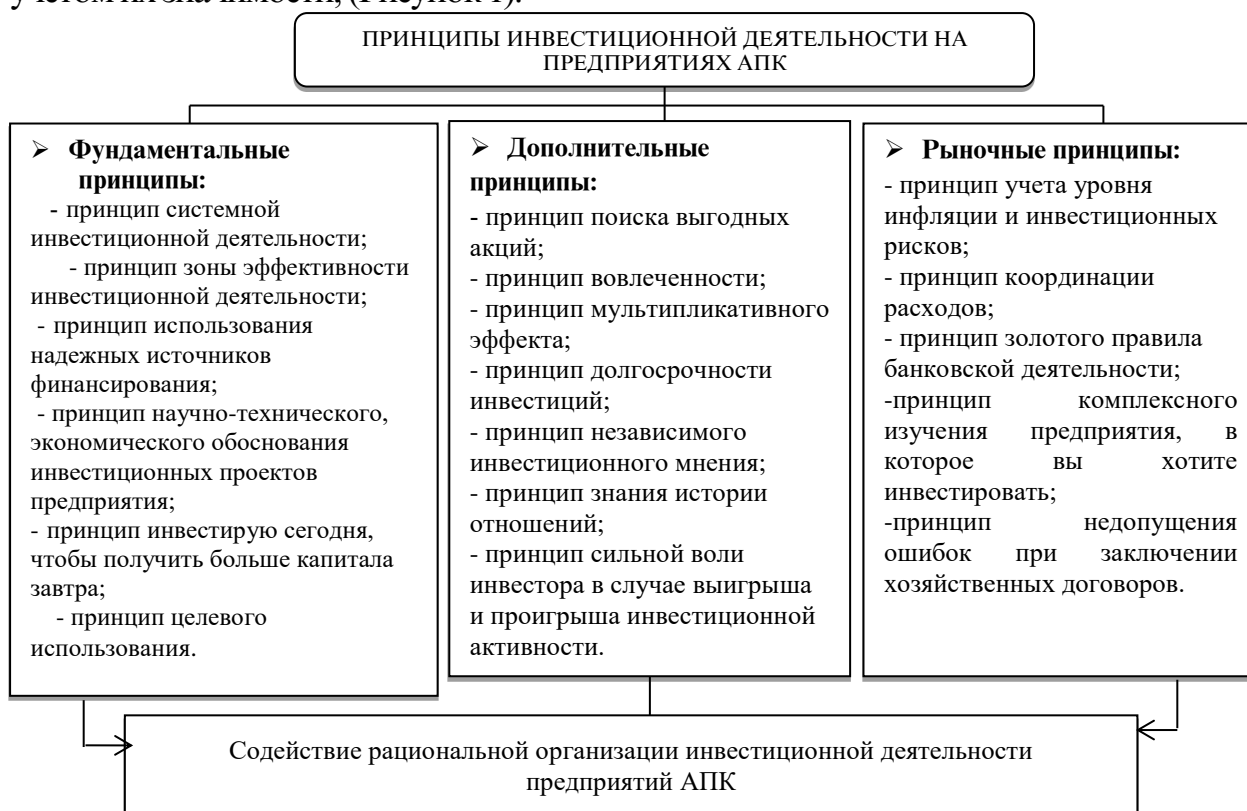 учетом их значимости, (Рисунок 1).
ПРИНЦИПЫ ИНВЕСТИЦИОННОЙ ДЕЯТЕЛЬНОСТИ НА
ПРЕДПРИЯТИЯХ АПК
➢ Фундаментальные
принципы:
- принцип системной
инвестиционной деятельности;
- принцип зоны эффективности
инвестиционной деятельности;
- принцип использования
надежных источников
финансирования;
- принцип научно-технического,
экономического обоснования
инвестиционных проектов
предприятия;
- принцип инвестирую сегодня,
чтобы получить больше капитала
завтра;
- принцип целевого
использования.
➢ Дополнительные
принципы:
- принцип поиска выгодных
акций;
- принцип вовлеченности;
- принцип мультипликативного
эффекта;
- принцип долгосрочности
инвестиций;
- принцип независимого
инвестиционного мнения;
- принцип знания истории
отношений;
- принцип сильной воли
инвестора в случае выигрыша
и проигрыша инвестиционной
активности.
➢ Рыночные принципы:
- принцип учета уровня
инфляции и инвестиционных
рисков;
- принцип координации
расходов;
- принцип золотого правила
банковской деятельности;
-принцип комплексного
изучения предприятия, в
которое вы хотите
инвестировать;
-принцип недопущения
ошибок при заключении
хозяйственных договоров.
Содействие рациональной организации инвестиционной деятельности
предприятий АПК